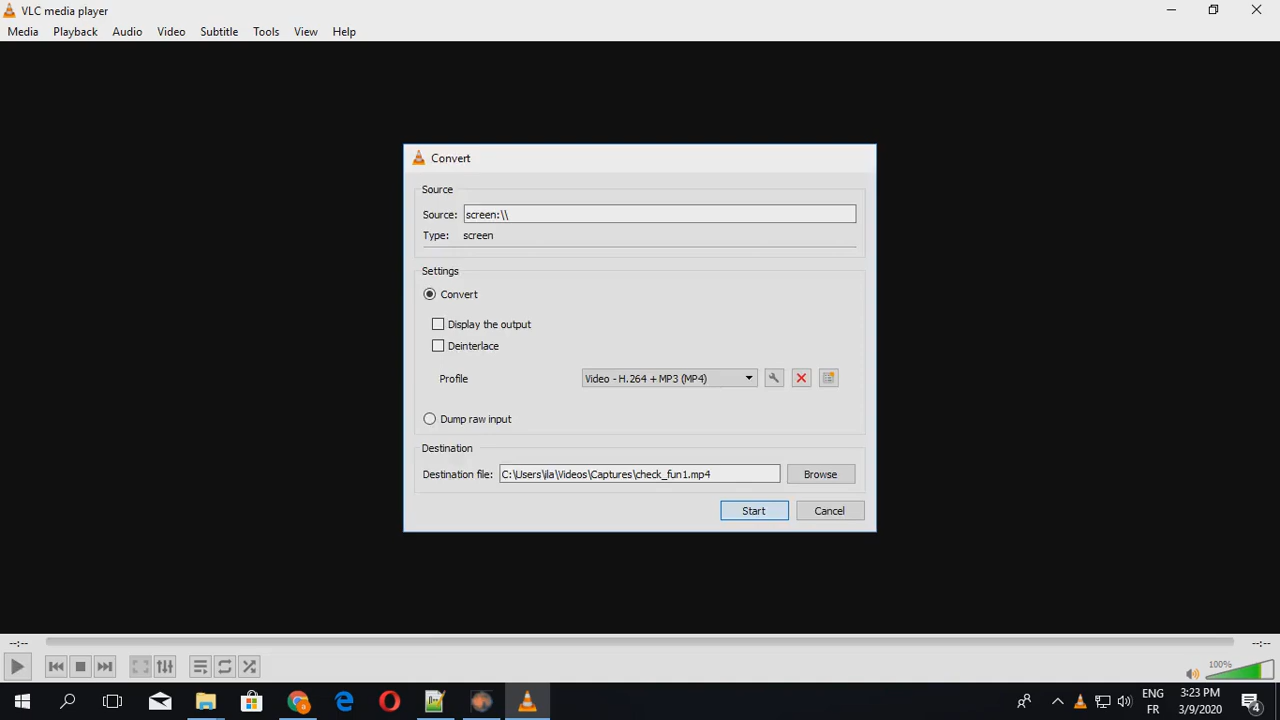 VLC media player
Media Playback Audio Video Subtitle Tools View Help
Convert
Source
Source: screen:\\
Type: screen
Settings
Convert
Display the output
Deinterlace
Profile Video - H.264 + MP3 (MP4)
Dump raw input
Destination
Destination file: C:\Users\ila\Videos\Captures\check_fun1.mp4 Browse
Start Cancel
--:-- --:--
100%
ENG 3:23 PM
FR 3/9/2020 4